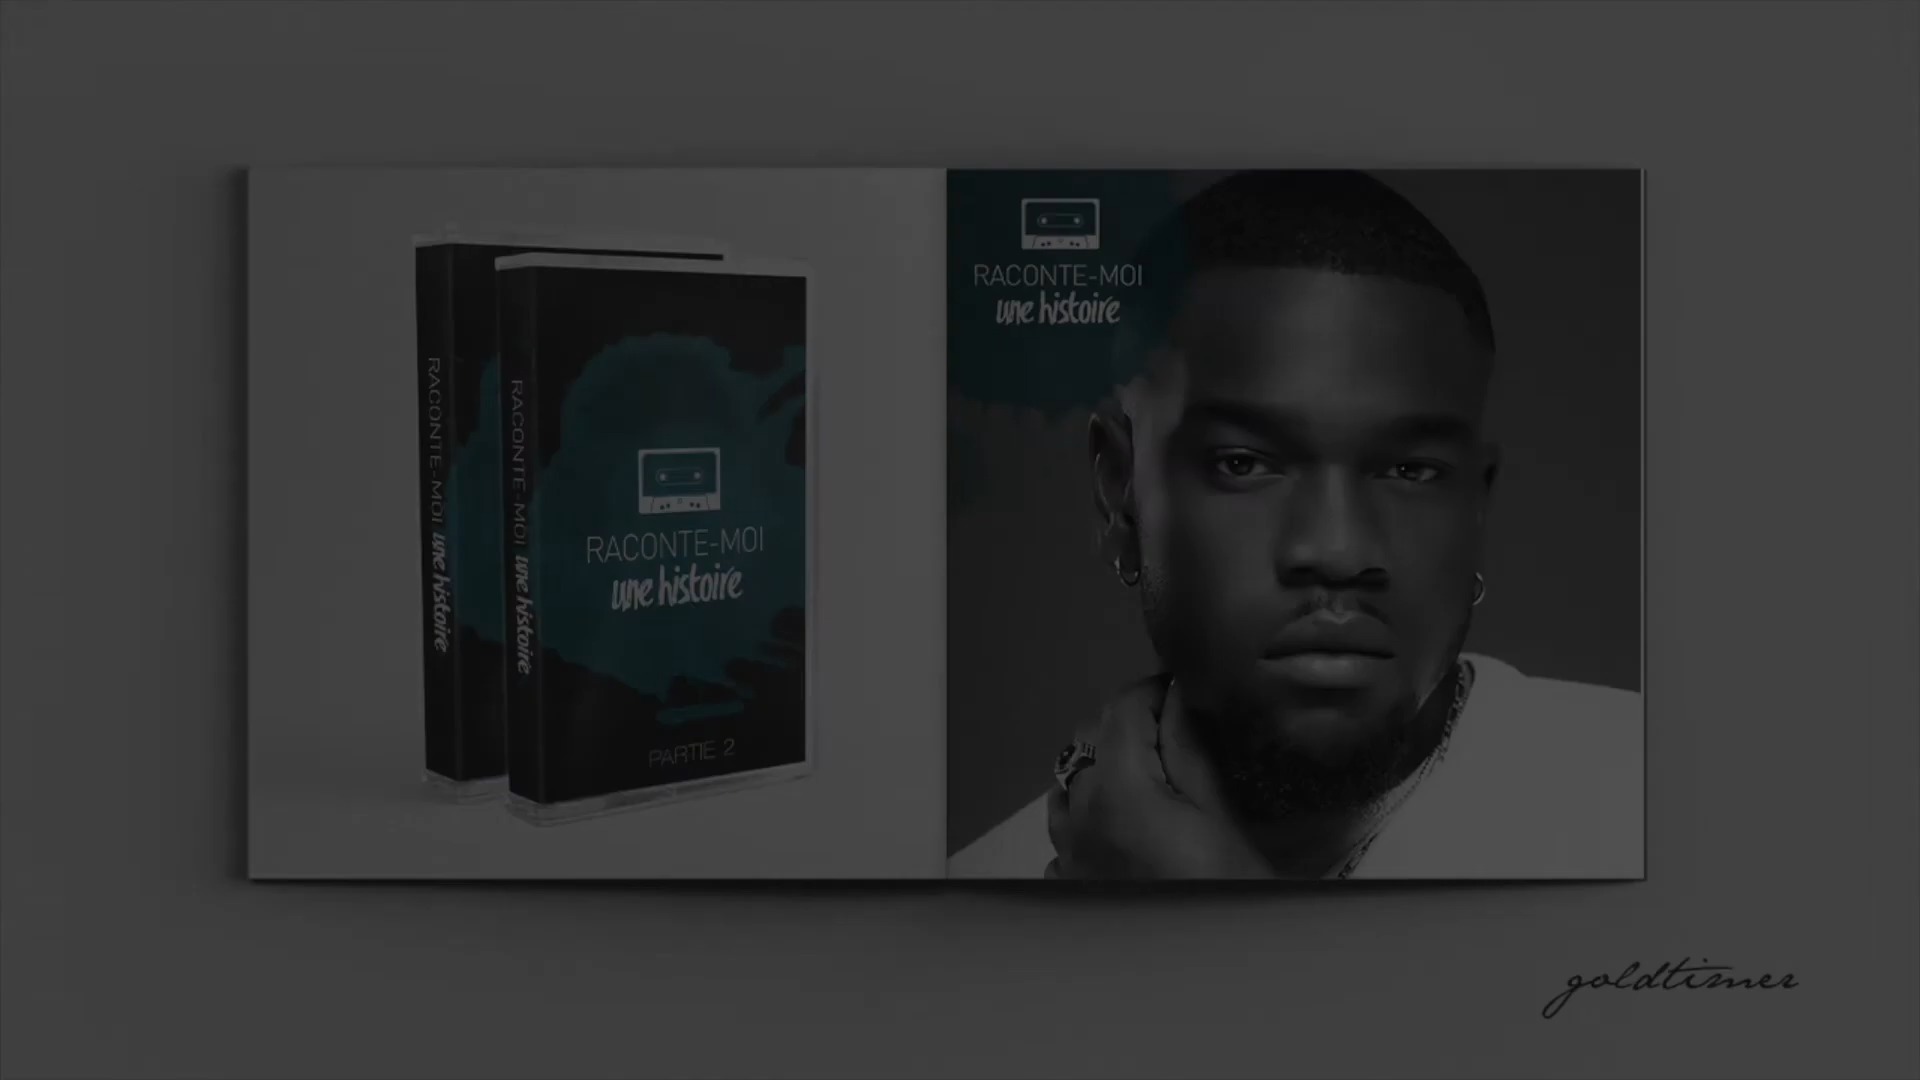 RACONTE-MOI une histoire
RACONTE-MOI une histoire
RACONTE-MOI
une histoire
PARTIE 2
RACONTE-MOI
une histoire
goldtimer